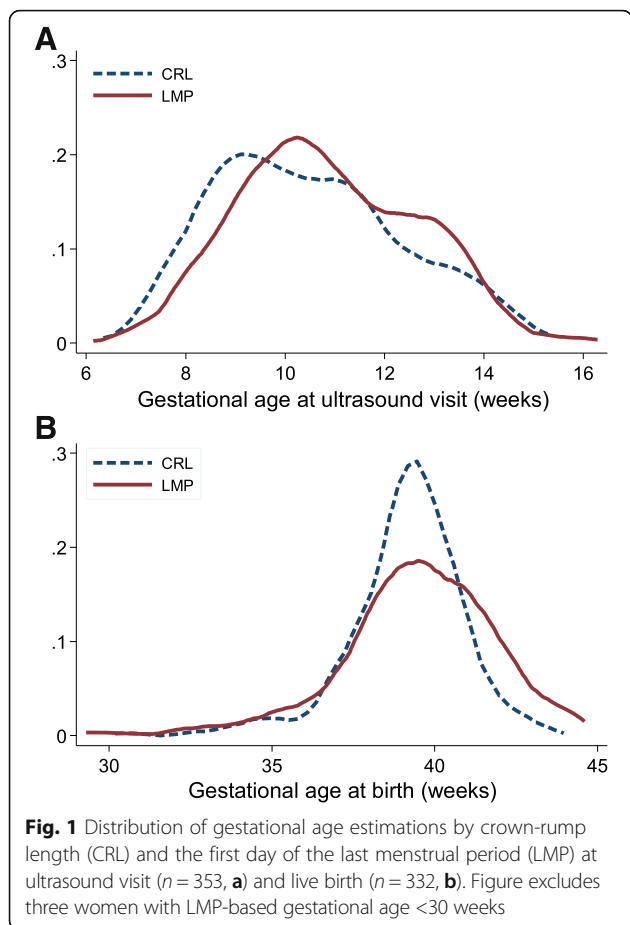 A
.3
CRL
LMP
.2
.1
0
6 8 10 12 14 16
Gestational age at ultrasound visit (weeks)
B
.3
CRL
LMP
.2
.1
0
30 35 40 45
Gestational age at birth (weeks)
Fig. 1 Distribution of gestational age estimations by crown-rump
length (CRL) and the first day of the last menstrual period (LMP) at
ultrasound visit (n = 353, a) and live birth (n = 332, b). Figure excludes
three women with LMP-based gestational age <30 weeks